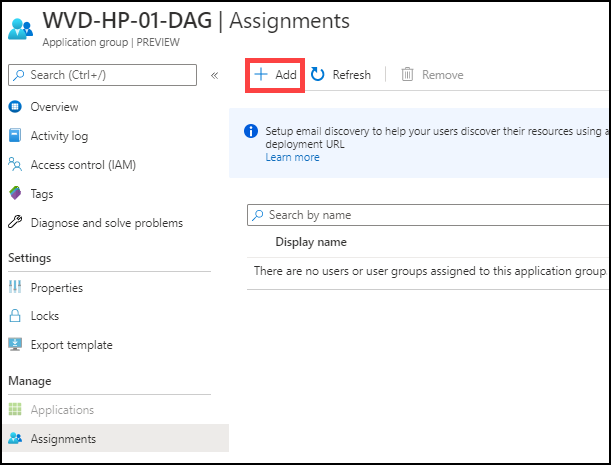 WVD-HP-01-DAG | Assignments
Application group | PREVIEW
Search (Ctrl+/)
«
Add
Refresh
Remove
Overview
Activity log
Access control (IAM)
Tags
Diagnose and solve problems
Settings
Properties
Locks
Export template
Manage
Applications
Assignments
Setup email discovery to help your users discover their resources using a
deployment URL
Learn more
Search by name
Display name
There are no users or user groups assigned to this application group